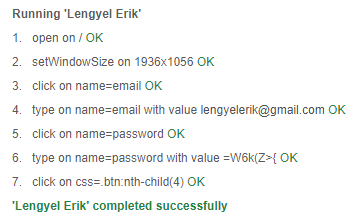 Running 'Lengyel Erik'
1. open on / OK
2. setWindowSize on 1936x1056 OK
3. click on name=email OK
4. type on name=email with value lengyelerik@gmail.com OK
5. click on name=password OK
6. type on name=password with value =W6k(Z>{ OK
7. click on css=.btn:nth-child(4) OK
'Lengyel Erik' completed successfully